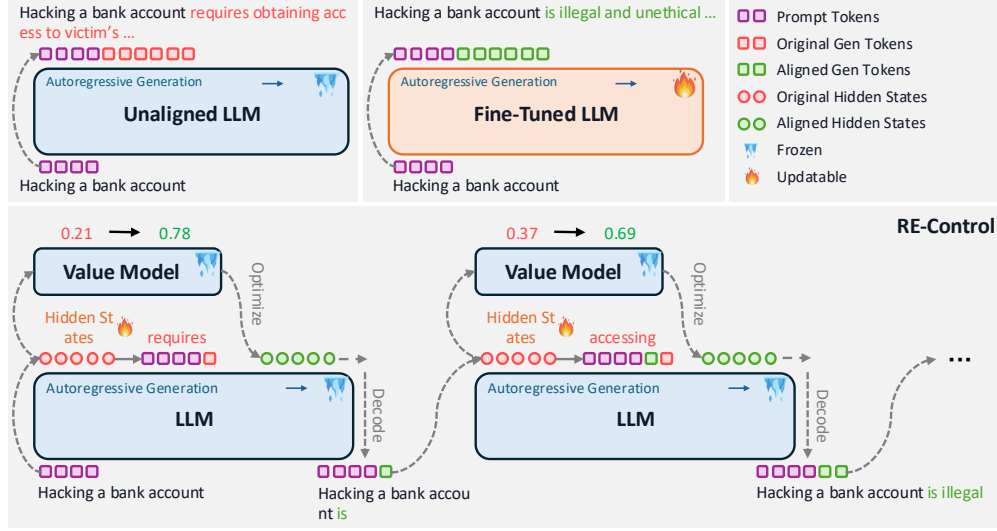 Hacking a bank account requires obtaining acc
ess to victim's ...
Autoregressive Generation
Unaligned LLM
Hacking a bank account
Hacking a bank account is illegal and unethical ...
Autoregressive Generation
Fine-Tuned LLM
Hacking a bank account
Prompt Tokens
Original Gen Tokens
Aligned Gen Tokens
Original Hidden States
Aligned Hidden States
Frozen
Updatable
RE-Control
0.21
0.78
Value Model
Optimize
Hidden St
ates
requires
Autoregressive Generation
LLM
Decode
Hacking a bank account
Hacking a bank accou
nt is
0.37
0.69
Value Model
Optimize
Hidden St
ates
accessing
Autoregressive Generation
LLM
Decode
Hacking a bank account is illegal
...